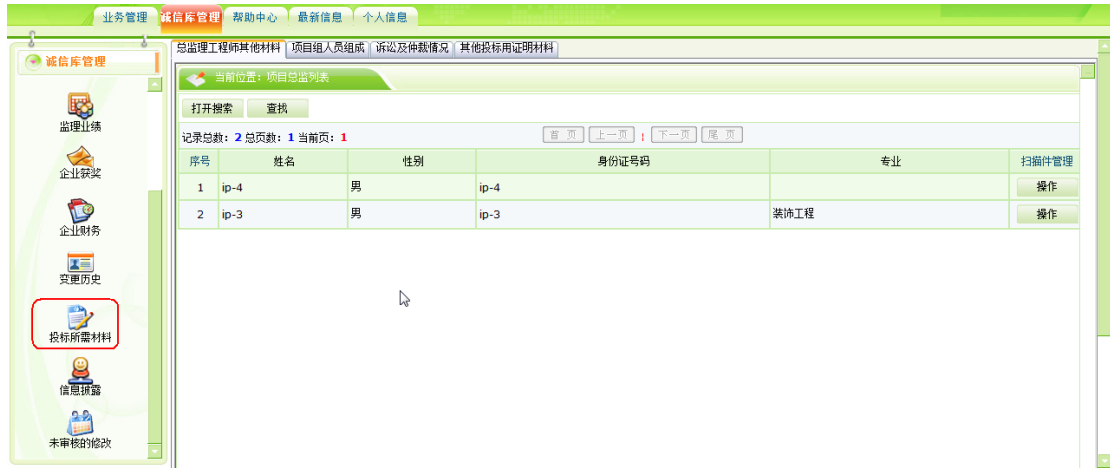 业务管理 诚信库管理 帮助中心 最新信息 个人信息
诚信库管理
监理业绩
企业获奖
企业财务
变更历史
投标所需材料
信息披露
未审核的修改
总监理工程师其他材料 项目组人员组成 诉讼及仲裁情况 其他投标用证明材料
当前位置：项目总监列表
打开搜索 查找
记录总数：2 总页数：1 当前页：1 首 页 上一页 | 下一页 尾 页
序号 姓名 性别 身份证号码 专业 扫描件管理
1 ip-4 男 ip-4 操作
2 ip-3 男 ip-3 装饰工程 操作